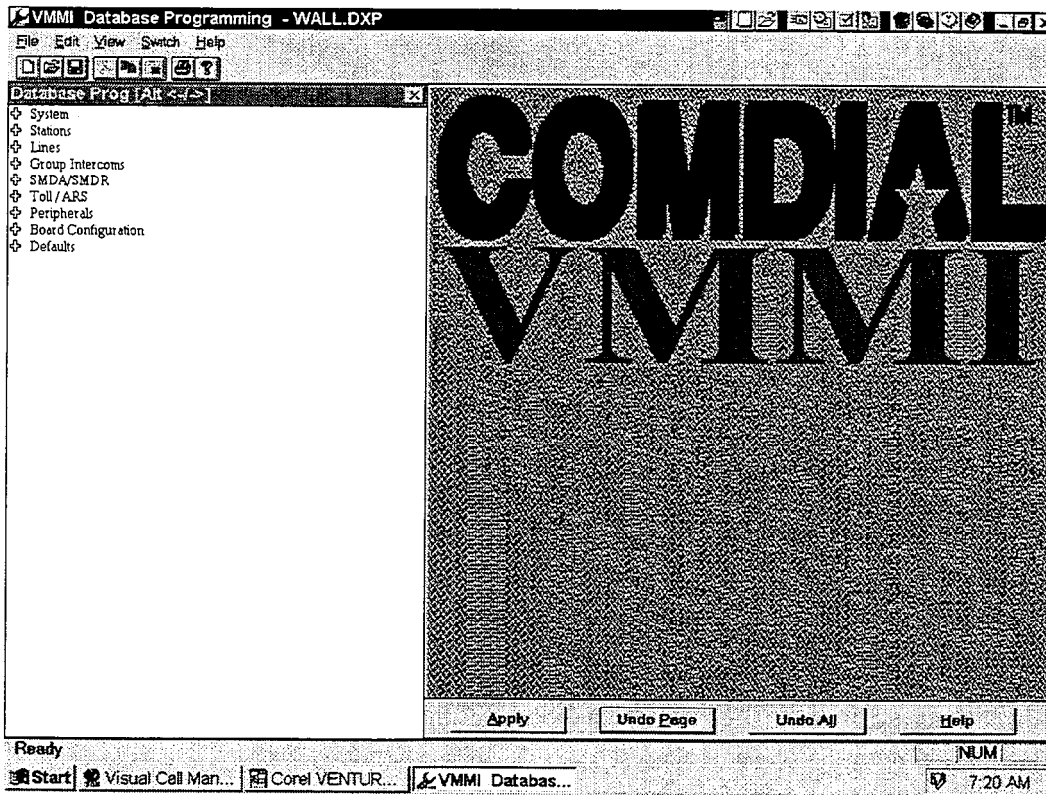 VMMI Database Programming - WALL.DXP
File Edit View Switch Help
Database Prog [Alt <-/->]
System
Stations
Lines
Group Intercoms
SMDA/SMDR
Toll / ARS
Peripherals
Board Configuration
Defaults
COMDIAL™
VMMI
Apply Undo Page Undo All Help
Ready NUM
Start Visual Call Man... Corel VENTUR... VMMI Databas... 7:20 AM